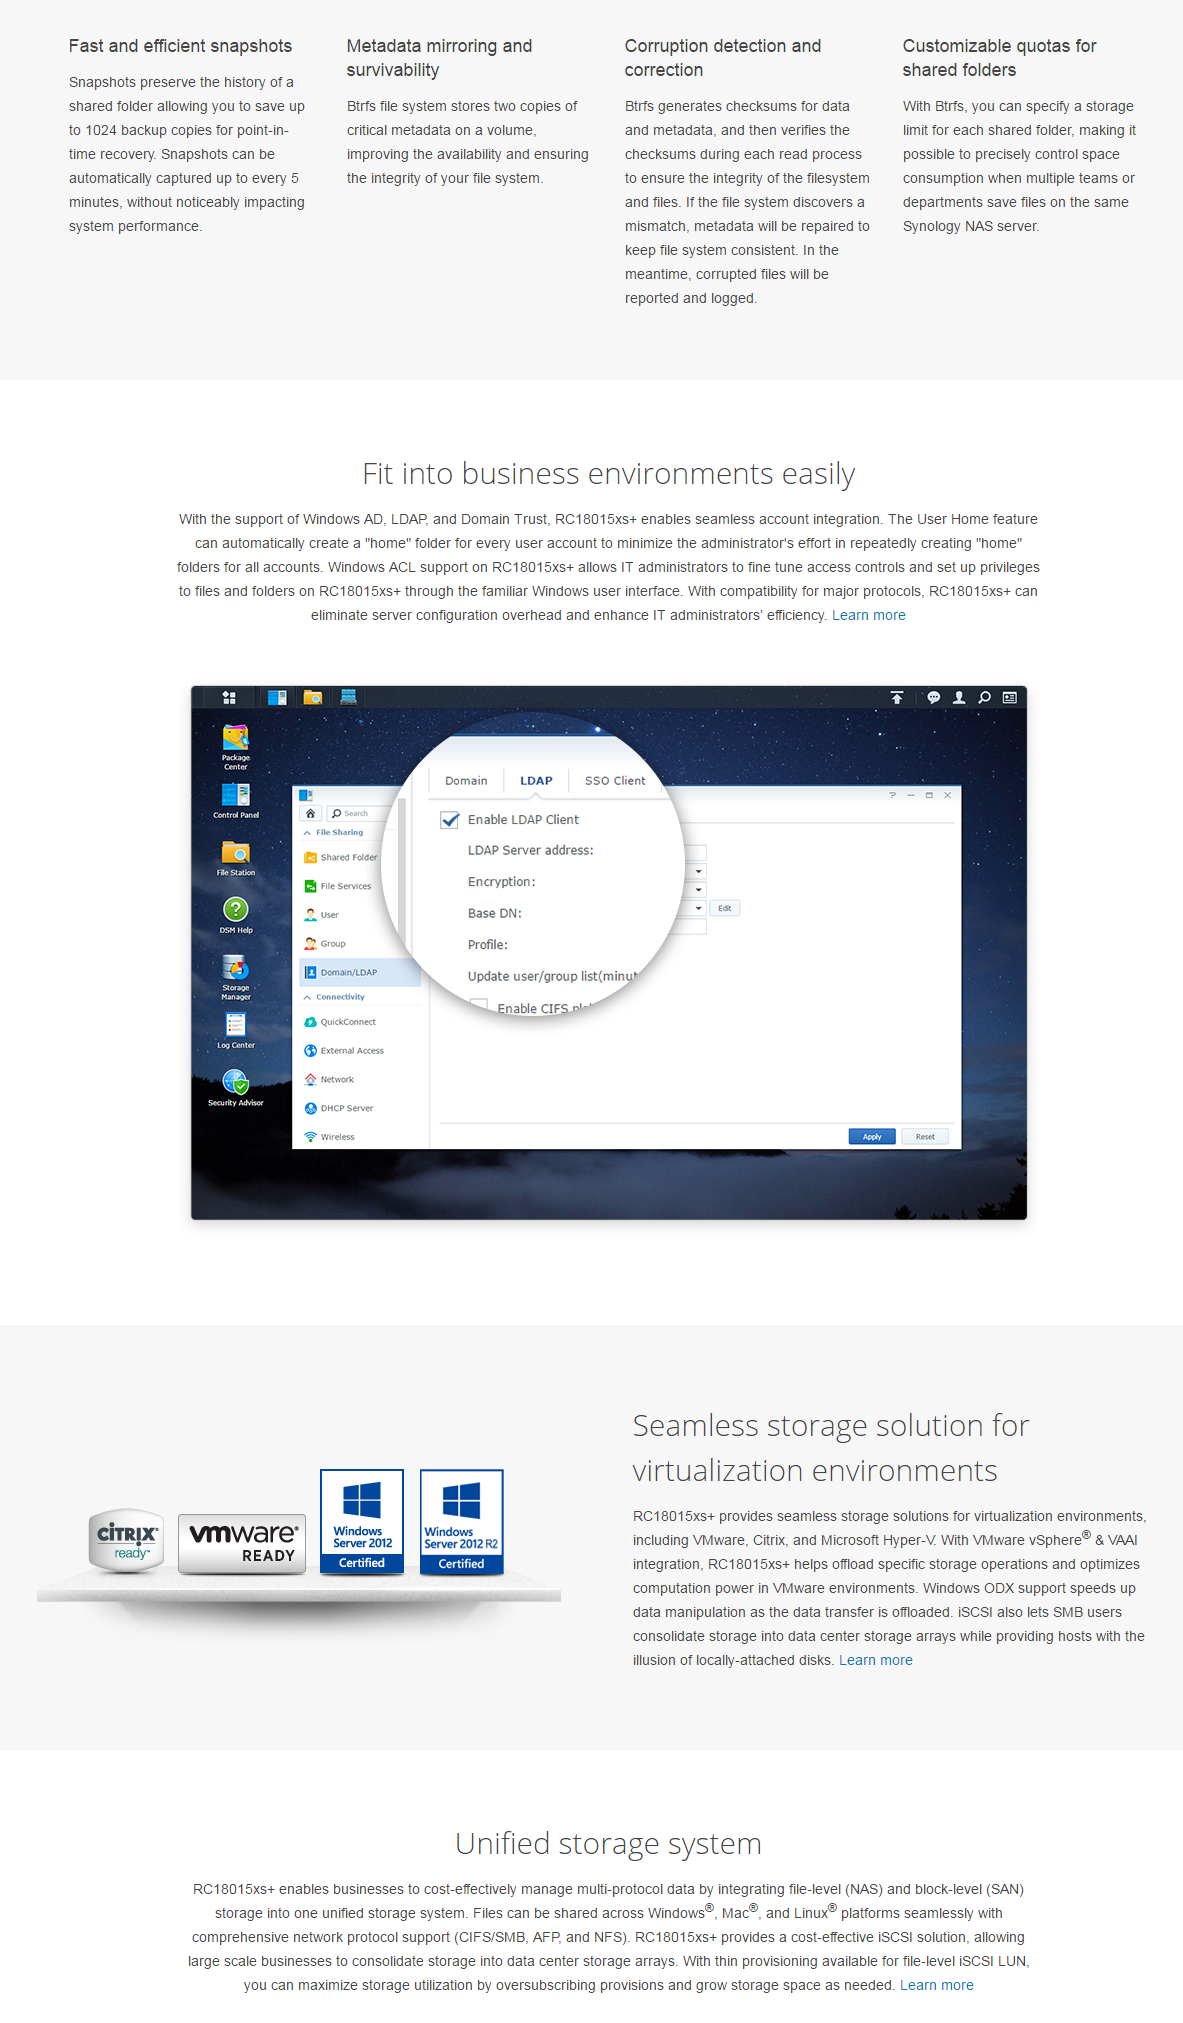 Fast and efficient snapshots
Snapshots preserve the history of a
shared folder allowing you to save up
to 1024 backup copies for point-in-
time recovery. Snapshots can be
automatically captured up to every 5
minutes, without noticeably impacting
system performance.
Metadata mirroring and
survivability
Btrfs file system stores two copies of
critical metadata on a volume,
improving the availability and ensuring
the integrity of your file system.
Corruption detection and
correction
Btrfs generates checksums for data
and metadata, and then verifies the
checksums during each read process
to ensure the integrity of the filesystem
and files. If the file system discovers a
mismatch, metadata will be repaired to
keep file system consistent. In the
meantime, corrupted files will be
reported and logged.
Customizable quotas for
shared folders
With Btrfs, you can specify a storage
limit for each shared folder, making it
possible to precisely control space
consumption when multiple teams or
departments save files on the same
Synology NAS server.
Fit into business environments easily
With the support of Windows AD, LDAP, and Domain Trust, RC18015xs+ enables seamless account integration. The User Home feature
can automatically create a "home" folder for every user account to minimize the administrator's effort in repeatedly creating "home"
folders for all accounts. Windows ACL support on RC18015xs+ allows IT administrators to fine tune access controls and set up privileges
to files and folders on RC18015xs+ through the familiar Windows user interface. With compatibility for major protocols, RC18015xs+ can
eliminate server configuration overhead and enhance IT administrators’ efficiency. Learn more
Package
Center
Control Panel
File Station
DSM Help
Storage
Manager
Log Center
Security Advisor
Search
File Sharing
Shared Folder
File Services
User
Group
Domain/LDAP
Connectivity
QuickConnect
External Access
Network
DHCP Server
Wireless
Domain
LDAP
SSO Client
Enable LDAP Client
LDAP Server address:
Encryption:
Base DN:
Profile:
Update user/group list(minut
Enable CIFS pl
Edit
Apply
Reset
CITRIX®
ready™
vmware®
READY
Windows
Server 2012
Certified
Windows
Server 2012 R2
Certified
Seamless storage solution for
virtualization environments
RC18015xs+ provides seamless storage solutions for virtualization environments,
including VMware, Citrix, and Microsoft Hyper-V. With VMware vSphere® & VAAI
integration, RC18015xs+ helps offload specific storage operations and optimizes
computation power in VMware environments. Windows ODX support speeds up
data manipulation as the data transfer is offloaded. iSCSI also lets SMB users
consolidate storage into data center storage arrays while providing hosts with the
illusion of locally-attached disks. Learn more
Unified storage system
RC18015xs+ enables businesses to cost-effectively manage multi-protocol data by integrating file-level (NAS) and block-level (SAN)
storage into one unified storage system. Files can be shared across Windows®, Mac®, and Linux® platforms seamlessly with
comprehensive network protocol support (CIFS/SMB, AFP, and NFS). RC18015xs+ provides a cost-effective iSCSI solution, allowing
large scale businesses to consolidate storage into data center storage arrays. With thin provisioning available for file-level iSCSI LUN,
you can maximize storage utilization by oversubscribing provisions and grow storage space as needed. Learn more